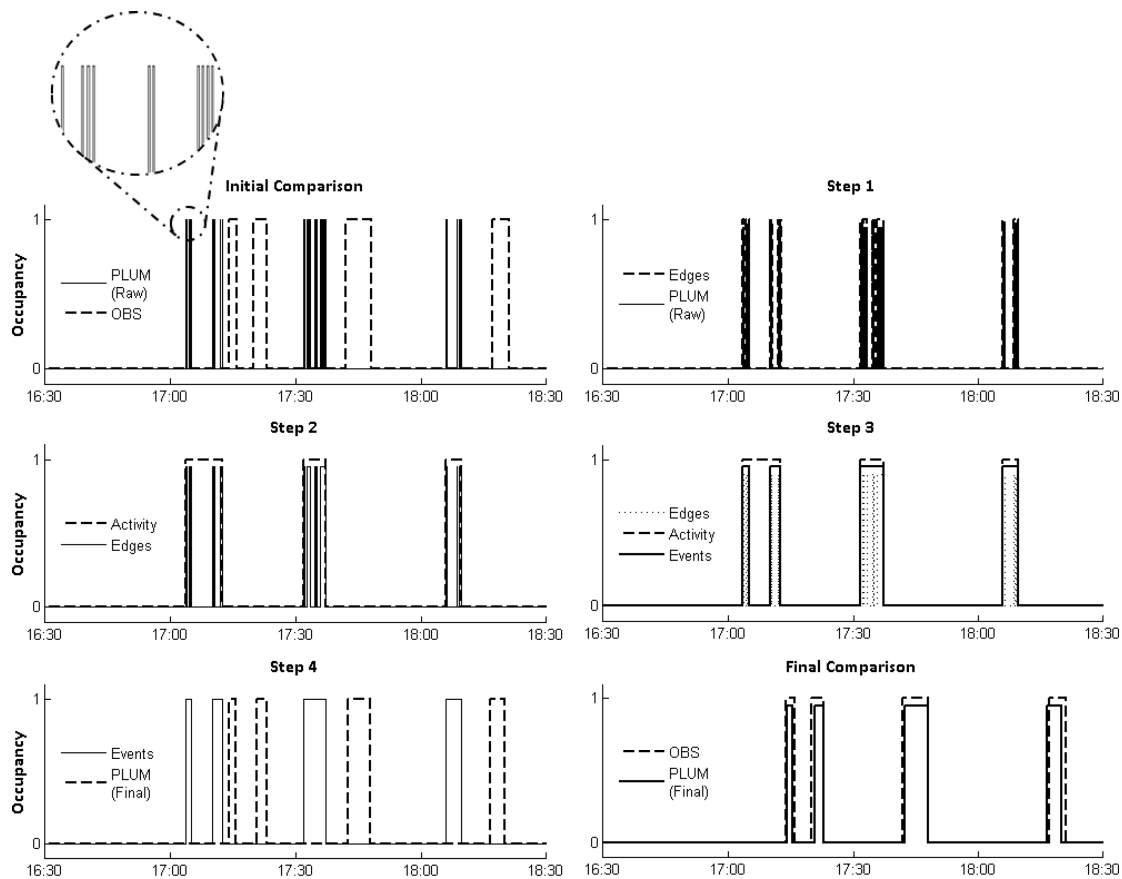 Initial Comparison
1
PLUM
(Raw)
OBS
Occupancy
0
16:30 17:00 17:30 18:00 18:30
Step 1
1
Edges
PLUM
(Raw)
0
16:30 17:00 17:30 18:00 18:30
Step 2
1
Activity
Edges
Occupancy
0
16:30 17:00 17:30 18:00 18:30
Step 3
1
Edges
Activity
Events
0
16:30 17:00 17:30 18:00 18:30
Step 4
1
Events
PLUM
(Final)
Occupancy
0
16:30 17:00 17:30 18:00 18:30
Final Comparison
1
OBS
PLUM
(Final)
0
16:30 17:00 17:30 18:00 18:30